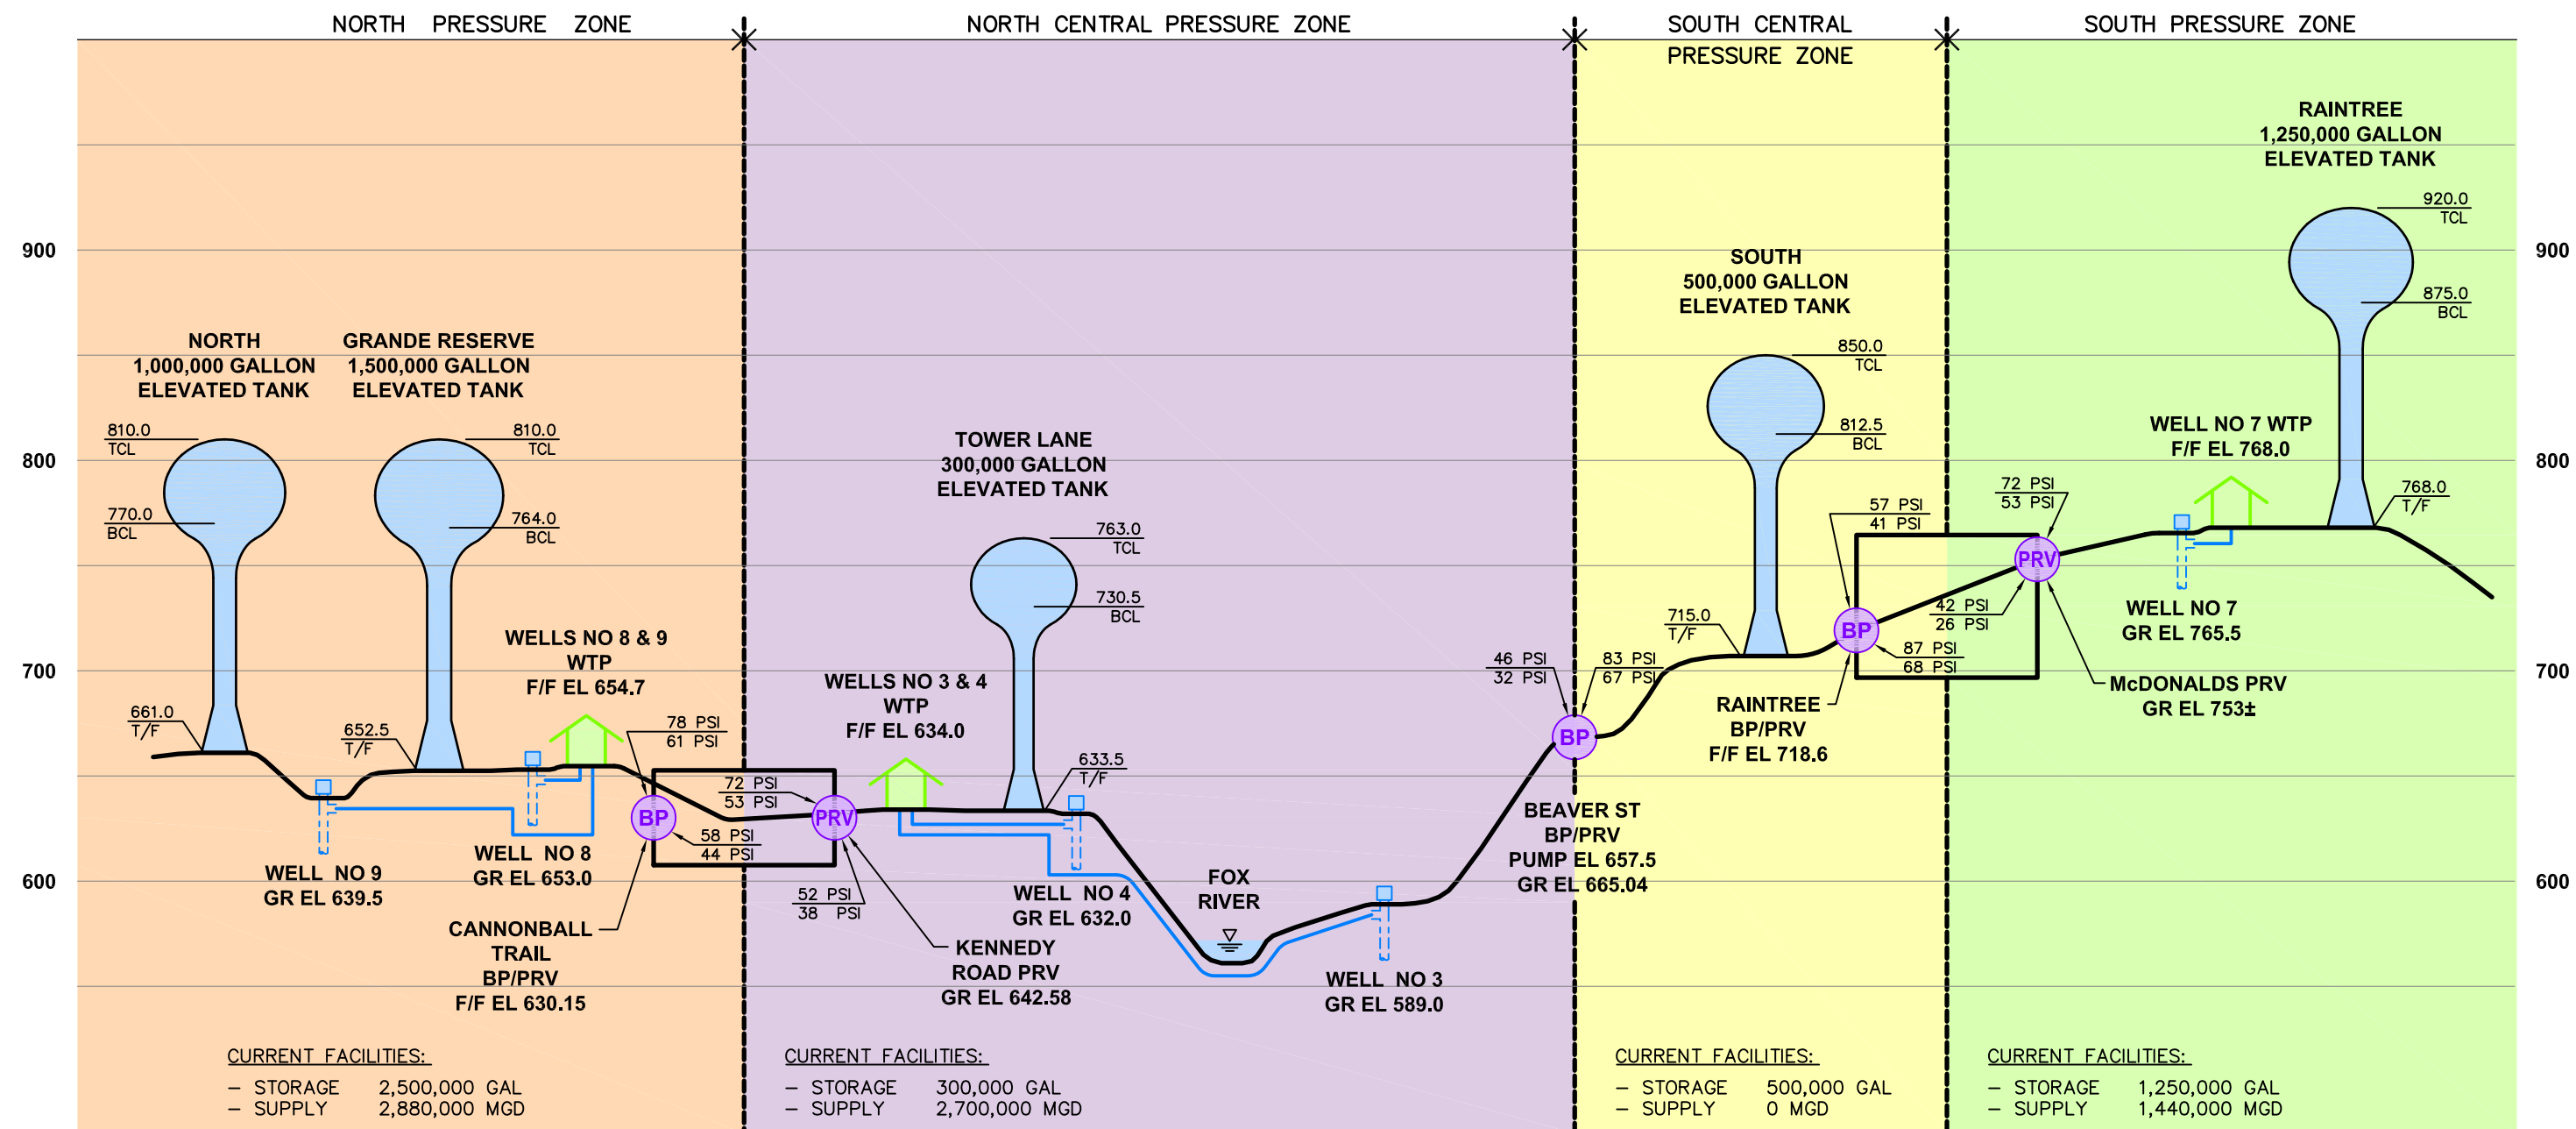 NORTH PRESSURE ZONE
NORTH CENTRAL PRESSURE ZONE
SOUTH CENTRAL
PRESSURE ZONE
SOUTH PRESSURE ZONE
900
800
700
600
900
800
700
600
NORTH
1,000,000 GALLON
ELEVATED TANK
810.0
TCL
770.0
BCL
661.0
T/F
GRANDE RESERVE
1,500,000 GALLON
ELEVATED TANK
810.0
TCL
764.0
BCL
652.5
T/F
WELLS NO 8 & 9
WTP
F/F EL 654.7
WELL NO 9
GR EL 639.5
WELL NO 8
GR EL 653.0
78 PSI
61 PSI
BP
58 PSI
44 PSI
CANNONBALL
TRAIL
BP/PRV
F/F EL 630.15
72 PSI
53 PSI
PRV
52 PSI
38 PSI
KENNEDY
ROAD PRV
GR EL 642.58
WELLS NO 3 & 4
WTP
F/F EL 634.0
TOWER LANE
300,000 GALLON
ELEVATED TANK
763.0
TCL
730.5
BCL
633.5
T/F
WELL NO 4
GR EL 632.0
FOX
RIVER
WELL NO 3
GR EL 589.0
46 PSI
32 PSI
83 PSI
67 PSI
BP
BEAVER ST
BP/PRV
PUMP EL 657.5
GR EL 665.04
SOUTH
500,000 GALLON
ELEVATED TANK
850.0
TCL
812.5
BCL
715.0
T/F
57 PSI
41 PSI
BP
87 PSI
68 PSI
RAINTREE
BP/PRV
F/F EL 718.6
72 PSI
53 PSI
PRV
42 PSI
26 PSI
McDONALDS PRV
GR EL 753±
WELL NO 7 WTP
F/F EL 768.0
WELL NO 7
GR EL 765.5
RAINTREE
1,250,000 GALLON
ELEVATED TANK
920.0
TCL
875.0
BCL
768.0
T/F
CURRENT FACILITIES:
– STORAGE 2,500,000 GAL
– SUPPLY 2,880,000 MGD
CURRENT FACILITIES:
– STORAGE 300,000 GAL
– SUPPLY 2,700,000 MGD
CURRENT FACILITIES:
– STORAGE 500,000 GAL
– SUPPLY 0 MGD
CURRENT FACILITIES:
– STORAGE 1,250,000 GAL
– SUPPLY 1,440,000 MGD